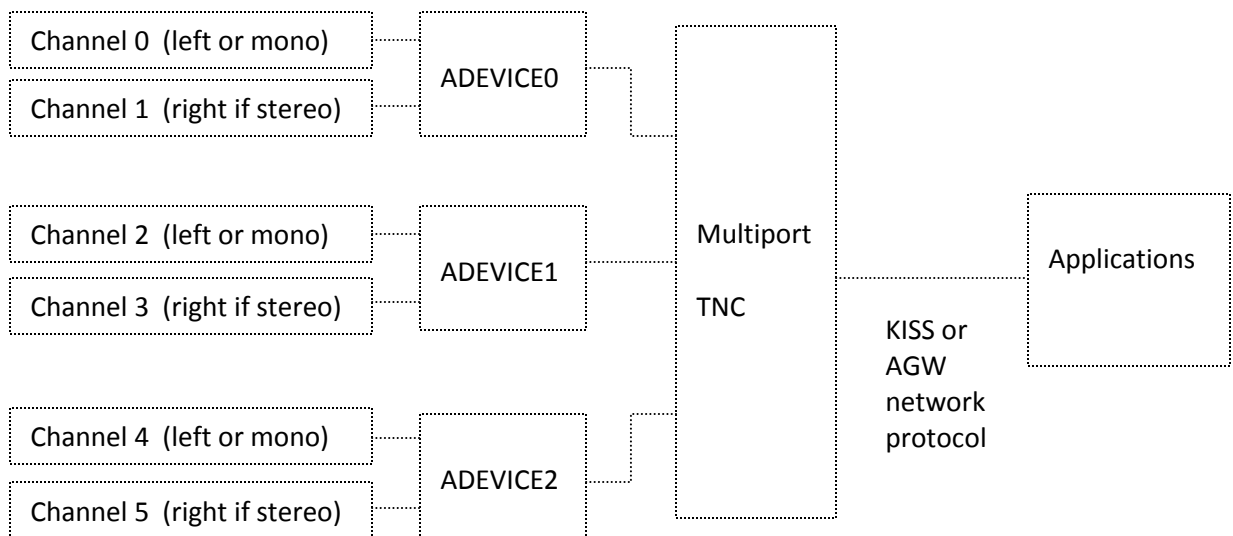 Channel 0  (left or mono)
Channel 1  (right if stereo)
ADEVICE0
Channel 2  (left or mono)
Channel 3  (right if stereo)
ADEVICE1
Channel 4  (left or mono)
Channel 5  (right if stereo)
ADEVICE2
Multiport
TNC
KISS or
AGW
network
protocol
Applications